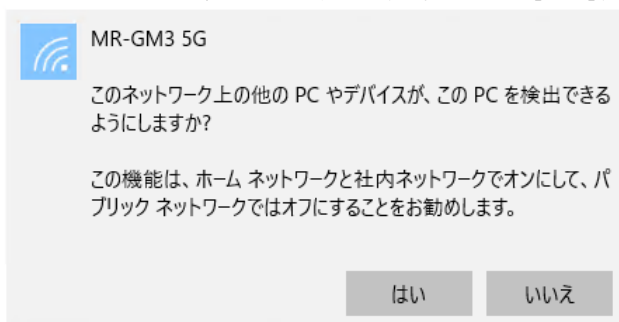 MR-GM3 5G
このネットワーク上の他の PC やデバイスが、この PC を検出できる
ようにしますか?
この機能は、ホーム ネットワークと社内ネットワークでオンにして、パ
ブリック ネットワークではオフにすることをお勧めします。
はい
いいえ